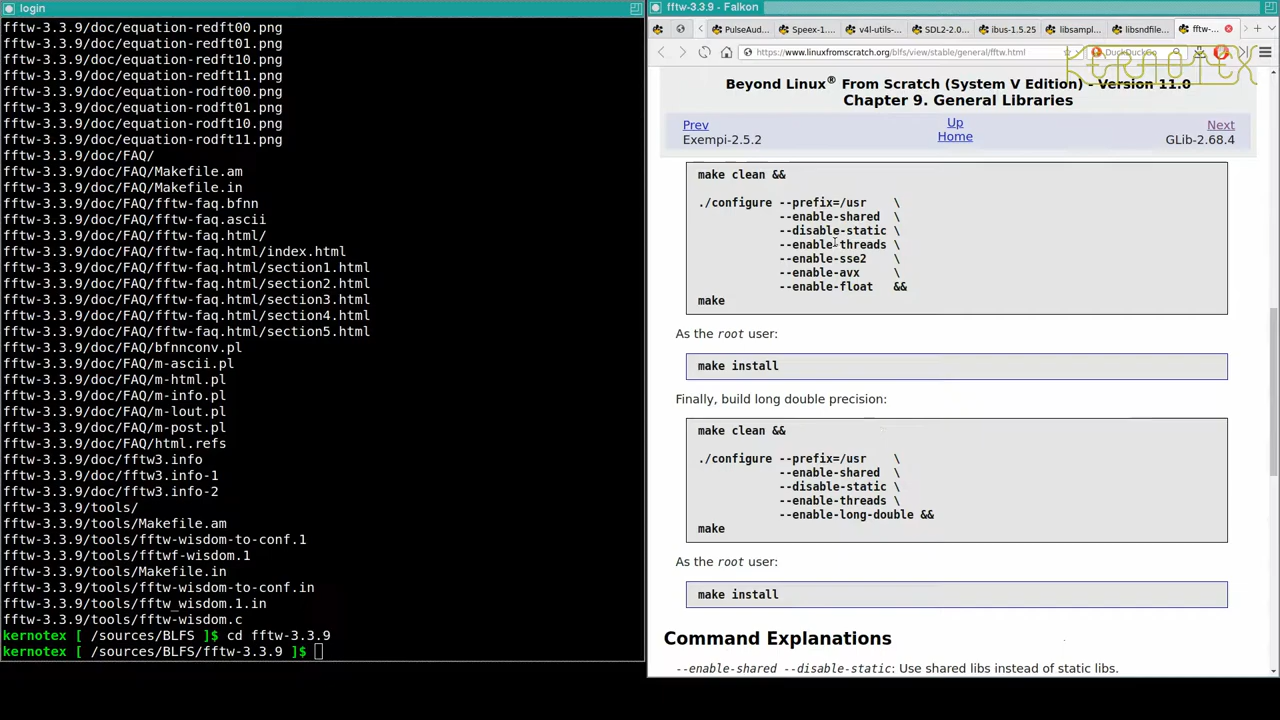 login
fftw-3.3.9/doc/equation-redft00.png
fftw-3.3.9/doc/equation-redft01.png
fftw-3.3.9/doc/equation-redft10.png
fftw-3.3.9/doc/equation-redft11.png
fftw-3.3.9/doc/equation-rodft00.png
fftw-3.3.9/doc/equation-rodft01.png
fftw-3.3.9/doc/equation-rodft10.png
fftw-3.3.9/doc/equation-rodft11.png
fftw-3.3.9/doc/FAQ/
fftw-3.3.9/doc/FAQ/Makefile.am
fftw-3.3.9/doc/FAQ/Makefile.in
fftw-3.3.9/doc/FAQ/fftw-faq.bfnn
fftw-3.3.9/doc/FAQ/fftw-faq.ascii
fftw-3.3.9/doc/FAQ/fftw-faq.html/
fftw-3.3.9/doc/FAQ/fftw-faq.html/index.html
fftw-3.3.9/doc/FAQ/fftw-faq.html/section1.html
fftw-3.3.9/doc/FAQ/fftw-faq.html/section2.html
fftw-3.3.9/doc/FAQ/fftw-faq.html/section3.html
fftw-3.3.9/doc/FAQ/fftw-faq.html/section4.html
fftw-3.3.9/doc/FAQ/fftw-faq.html/section5.html
fftw-3.3.9/doc/FAQ/bfnnconv.pl
fftw-3.3.9/doc/FAQ/m-ascii.pl
fftw-3.3.9/doc/FAQ/m-html.pl
fftw-3.3.9/doc/FAQ/m-info.pl
fftw-3.3.9/doc/FAQ/m-lout.pl
fftw-3.3.9/doc/FAQ/m-post.pl
fftw-3.3.9/doc/FAQ/html.refs
fftw-3.3.9/doc/fftw3.info
fftw-3.3.9/doc/fftw3.info-1
fftw-3.3.9/doc/fftw3.info-2
fftw-3.3.9/tools/
fftw-3.3.9/tools/Makefile.am
fftw-3.3.9/tools/fftw-wisdom-to-conf.1
fftw-3.3.9/tools/fftwf-wisdom.1
fftw-3.3.9/tools/Makefile.in
fftw-3.3.9/tools/fftw-wisdom-to-conf.in
fftw-3.3.9/tools/fftw_wisdom.1.in
fftw-3.3.9/tools/fftw-wisdom.c
kernotex [ /sources/BLFS ]$ cd fftw-3.3.9
kernotex [ /sources/BLFS/fftw-3.3.9 ]$
fftw-3.3.9 - Falkon
PulseAud Speex-1. v4l-utils SDL2-2.0. ibus-1.5.25 libsampl. libsndfile fftw-
https://www.linuxfromscratch.org/blfs/view/stable/general/fftw.html DuckDuckGo
KERNOTEX
Beyond Linux® From Scratch (System V Edition) - Version 11.0
Chapter 9. General Libraries
Prev Up Next
Exempi-2.5.2 Home GLib-2.68.4
make clean &&
./configure --prefix=/usr \
--enable-shared \
--disable-static \
--enable-threads \
--enable-sse2 \
--enable-avx \
--enable-float &&
make
As the root user:
make install
Finally, build long double precision:
make clean &&
./configure --prefix=/usr \
--enable-shared \
--disable-static \
--enable-threads \
--enable-long-double &&
make
As the root user:
make install
Command Explanations
--enable-shared --disable-static: Use shared libs instead of static libs.